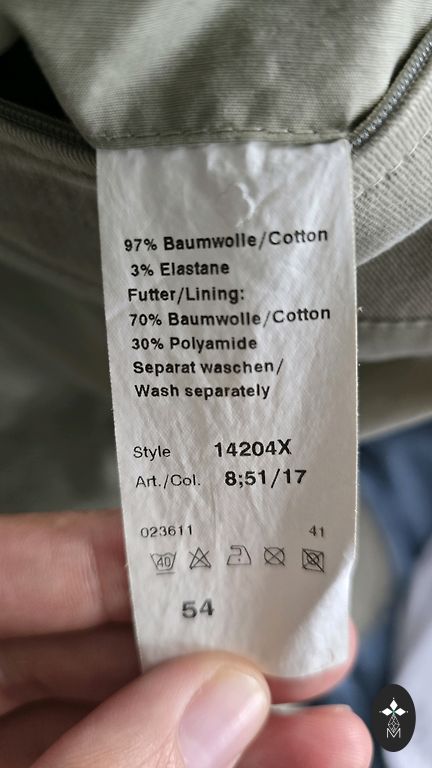 97% Baumwolle/Cotton
3% Elastane
Futter/Lining:
70% Baumwolle/Cotton
30% Polyamide
Separat waschen/
Wash separately
Style 14204X
Art./Col. 8;51/17
023611 41
40
54
M